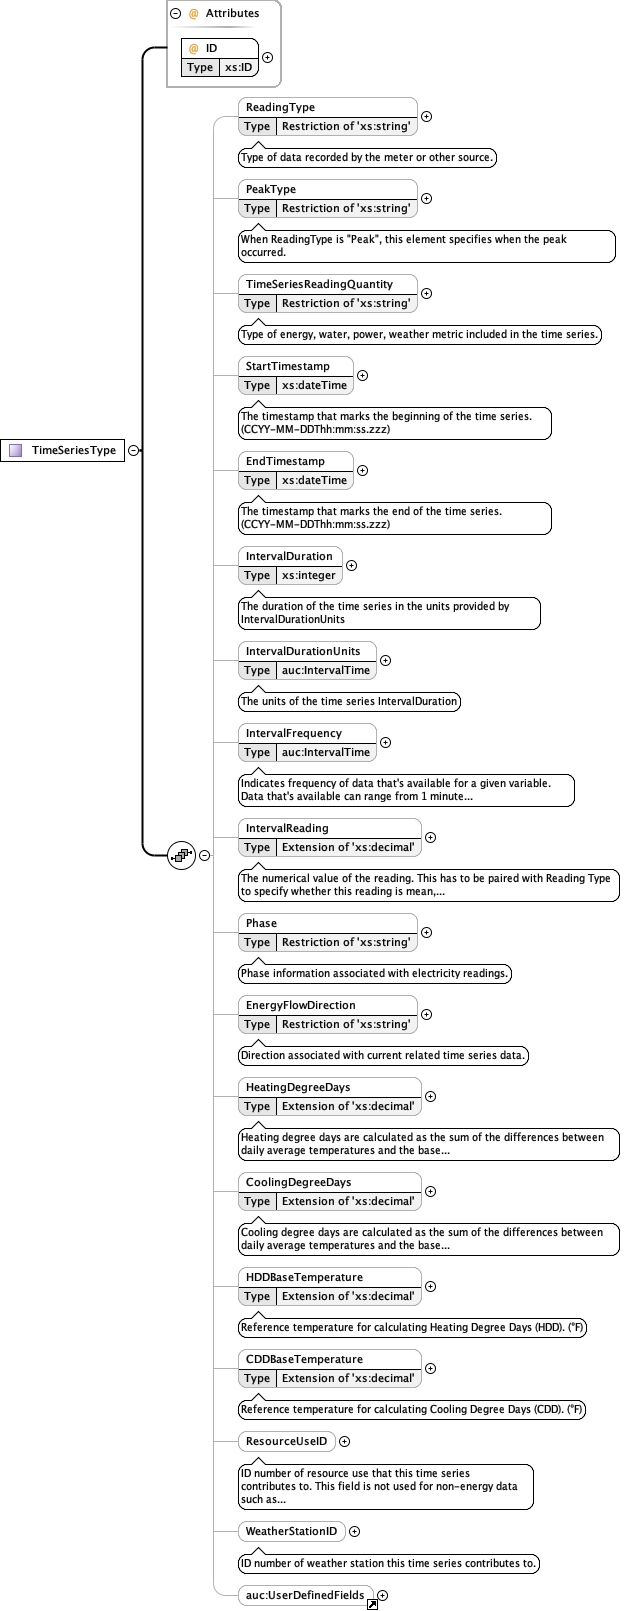 @ Attributes
@ ID
Type xs:ID
ReadingType
Type Restriction of 'xs:string'
Type of data recorded by the meter or other source.
PeakType
Type Restriction of 'xs:string'
When ReadingType is "Peak", this element specifies when the peak
occurred.
TimeSeriesReadingQuantity
Type Restriction of 'xs:string'
Type of energy, water, power, weather metric included in the time series.
StartTimestamp
Type xs:dateTime
The timestamp that marks the beginning of the time series.
(CCYY-MM-DDThh:mm:ss.zzz)
TimeSeriesType
EndTimestamp
Type xs:dateTime
The timestamp that marks the end of the time series.
(CCYY-MM-DDThh:mm:ss.zzz)
IntervalDuration
Type xs:integer
The duration of the time series in the units provided by
IntervalDurationUnits
IntervalDurationUnits
Type auc:IntervalTime
The units of the time series IntervalDuration
IntervalFrequency
Type auc:IntervalTime
Indicates frequency of data that's available for a given variable.
Data that's available can range from 1 minute...
IntervalReading
Type Extension of 'xs:decimal'
The numerical value of the reading. This has to be paired with Reading Type
to specify whether this reading is mean,...
Phase
Type Restriction of 'xs:string'
Phase information associated with electricity readings.
EnergyFlowDirection
Type Restriction of 'xs:string'
Direction associated with current related time series data.
HeatingDegreeDays
Type Extension of 'xs:decimal'
Heating degree days are calculated as the sum of the differences between
daily average temperatures and the base...
CoolingDegreeDays
Type Extension of 'xs:decimal'
Cooling degree days are calculated as the sum of the differences between
daily average temperatures and the base...
HDDBaseTemperature
Type Extension of 'xs:decimal'
Reference temperature for calculating Heating Degree Days (HDD). (°F)
CDDBaseTemperature
Type Extension of 'xs:decimal'
Reference temperature for calculating Cooling Degree Days (CDD). (°F)
ResourceUseID
ID number of resource use that this time series
contributes to. This field is not used for non-energy data
such as...
WeatherStationID
ID number of weather station this time series contributes to.
auc:UserDefinedFields